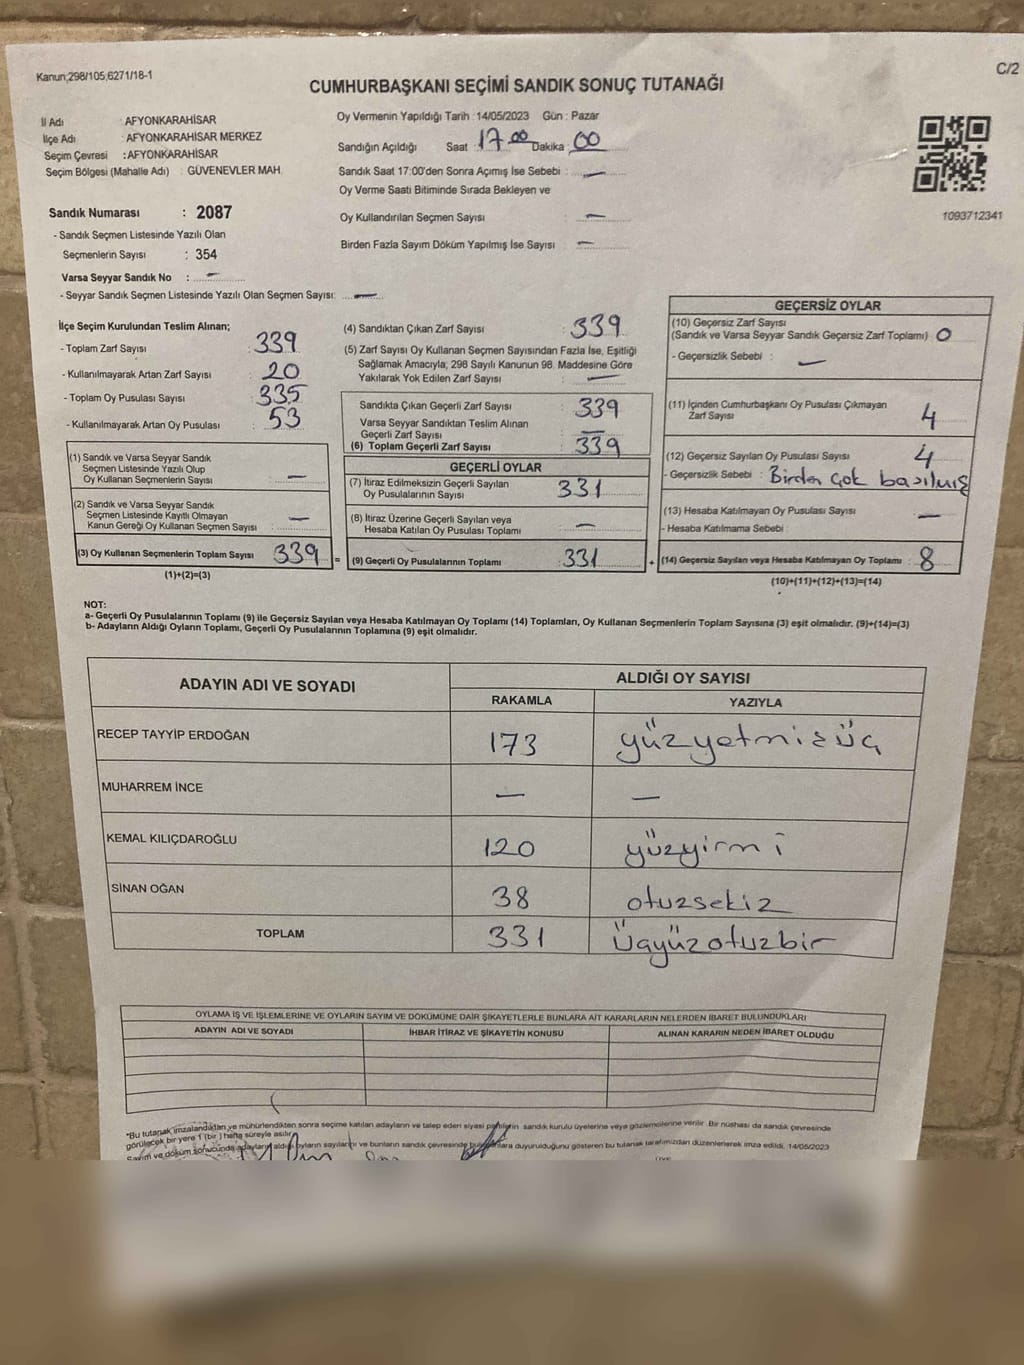 Kanun;298/105,6271/18-1
C/2
CUMHURBAŞKANI SEÇİMİ SANDIK SONUÇ TUTANAĞI
İl Adı : AFYONKARAHİSAR
İlçe Adı : AFYONKARAHİSAR MERKEZ
Seçim Çevresi : AFYONKARAHİSAR
Seçim Bölgesi (Mahalle Adı) : GÜVENEVLER MAH.
Sandık Numarası : 2087
- Sandık Seçmen Listesinde Yazılı Olan
Seçmenlerin Sayısı : 354
Varsa Seyyar Sandık No : —
- Seyyar Sandık Seçmen Listesinde Yazılı Olan Seçmen Sayısı: —
Oy Vermenin Yapıldığı Tarih : 14/05/2023 Gün : Pazar
Sandığın Açıldığı Saat : 17.00 Dakika : 00
Sandık Saat 17:00'den Sonra Açımış İse Sebebi : —
Oy Verme Saati Bitiminde Sırada Bekleyen ve
Oy Kullandırılan Seçmen Sayısı : —
Birden Fazla Sayım Döküm Yapılmış İse Sayısı : —
1093712341
İlçe Seçim Kurulundan Teslim Alınan;
- Toplam Zarf Sayısı : 339
- Kullanılmayarak Artan Zarf Sayısı : 20
- Toplam Oy Pusulası Sayısı : 335
- Kullanılmayarak Artan Oy Pusulası : 53
(1) Sandık ve Varsa Seyyar Sandık
Seçmen Listesinde Yazılı Olup
Oy Kullanan Seçmenlerin Sayısı : —
(2) Sandık ve Varsa Seyyar Sandık
Seçmen Listesinde Kayıtlı Olmayan
Kanun Gereği Oy Kullanan Seçmen Sayısı : —
(3) Oy Kullanan Seçmenlerin Toplam Sayısı : 339 =
(1)+(2)=(3)
(4) Sandıktan Çıkan Zarf Sayısı : 339
(5) Zarf Sayısı Oy Kullanan Seçmen Sayısından Fazla İse, Eşitliği
Sağlamak Amacıyla; 298 Sayılı Kanunun 98. Maddesine Göre
Yakılarak Yok Edilen Zarf Sayısı : —
Sandıkta Çıkan Geçerli Zarf Sayısı : 339
Varsa Seyyar Sandıktan Teslim Alınan
Geçerli Zarf Sayısı : —
(6) Toplam Geçerli Zarf Sayısı : 339
GEÇERLİ OYLAR
(7) İtiraz Edilmeksizin Geçerli Sayılan
Oy Pusulalarının Sayısı : 331
(8) İtiraz Üzerine Geçerli Sayılan veya
Hesaba Katılan Oy Pusulası Toplamı : —
(9) Geçerli Oy Pusulalarının Toplamı : 331 +
GEÇERSİZ OYLAR
(10) Geçersiz Zarf Sayısı
(Sandık ve Varsa Seyyar Sandık Geçersiz Zarf Toplamı) : 0
- Geçersizlik Sebebi : —
(11) İçinden Cumhurbaşkanı Oy Pusulası Çıkmayan
Zarf Sayısı : 4
(12) Geçersiz Sayılan Oy Pusulası Sayısı : 4
- Geçersizlik Sebebi : Birden çok basılmış
(13) Hesaba Katılmayan Oy Pusulası Sayısı : —
- Hesaba Katılmama Sebebi :
(14) Geçersiz Sayılan veya Hesaba Katılmayan Oy Toplamı : 8
(10)+(11)+(12)+(13)=(14)
NOT:
a- Geçerli Oy Pusulalarının Toplamı (9) ile Geçersiz Sayılan veya Hesaba Katılmayan Oy Toplamı (14) Toplamları, Oy Kullanan Seçmenlerin Toplam Sayısına (3) eşit olmalıdır. (9)+(14)=(3)
b- Adayların Aldığı Oyların Toplamı, Geçerli Oy Pusulalarının Toplamına (9) eşit olmalıdır.
ADAYIN ADI VE SOYADI ALDIĞI OY SAYISI
RAKAMLA YAZIYLA
RECEP TAYYİP ERDOĞAN 173 yüzyetmişüç
MUHARREM İNCE — —
KEMAL KILIÇDAROĞLU 120 yüzyirmi
SİNAN OĞAN 38 otuzsekiz
TOPLAM 331 üçyüzotuzbir
OYLAMA İŞ VE İŞLEMLERİNE VE OYLARIN SAYIM VE DÖKÜMÜNE DAİR ŞİKAYETLERLE BUNLARA AİT KARARLARIN NELERDEN İBARET BULUNDUKLARI
ADAYIN ADI VE SOYADI İHBAR İTİRAZ VE ŞİKAYETİN KONUSU ALINAN KARARIN NEDEN İBARET OLDUĞU
*Bu tutanak imzalandıktan ve mühürlendikten sonra seçime katılan adayların ve talep eden siyasi partilerin sandık kurulu üyelerine veya gözlemcilerine verilir. Bir nüshası da sandık çevresinde
görülecek bir yere 1 (bir) hafta süreyle asılır.
Sayım ve döküm sonucunda adayların aldığı oyların sayılarını ve bunların sandık çevresinde duyurulduğunu gösteren bu tutanak tarafımızdan düzenlenerek imza edildi. 14/05/2023